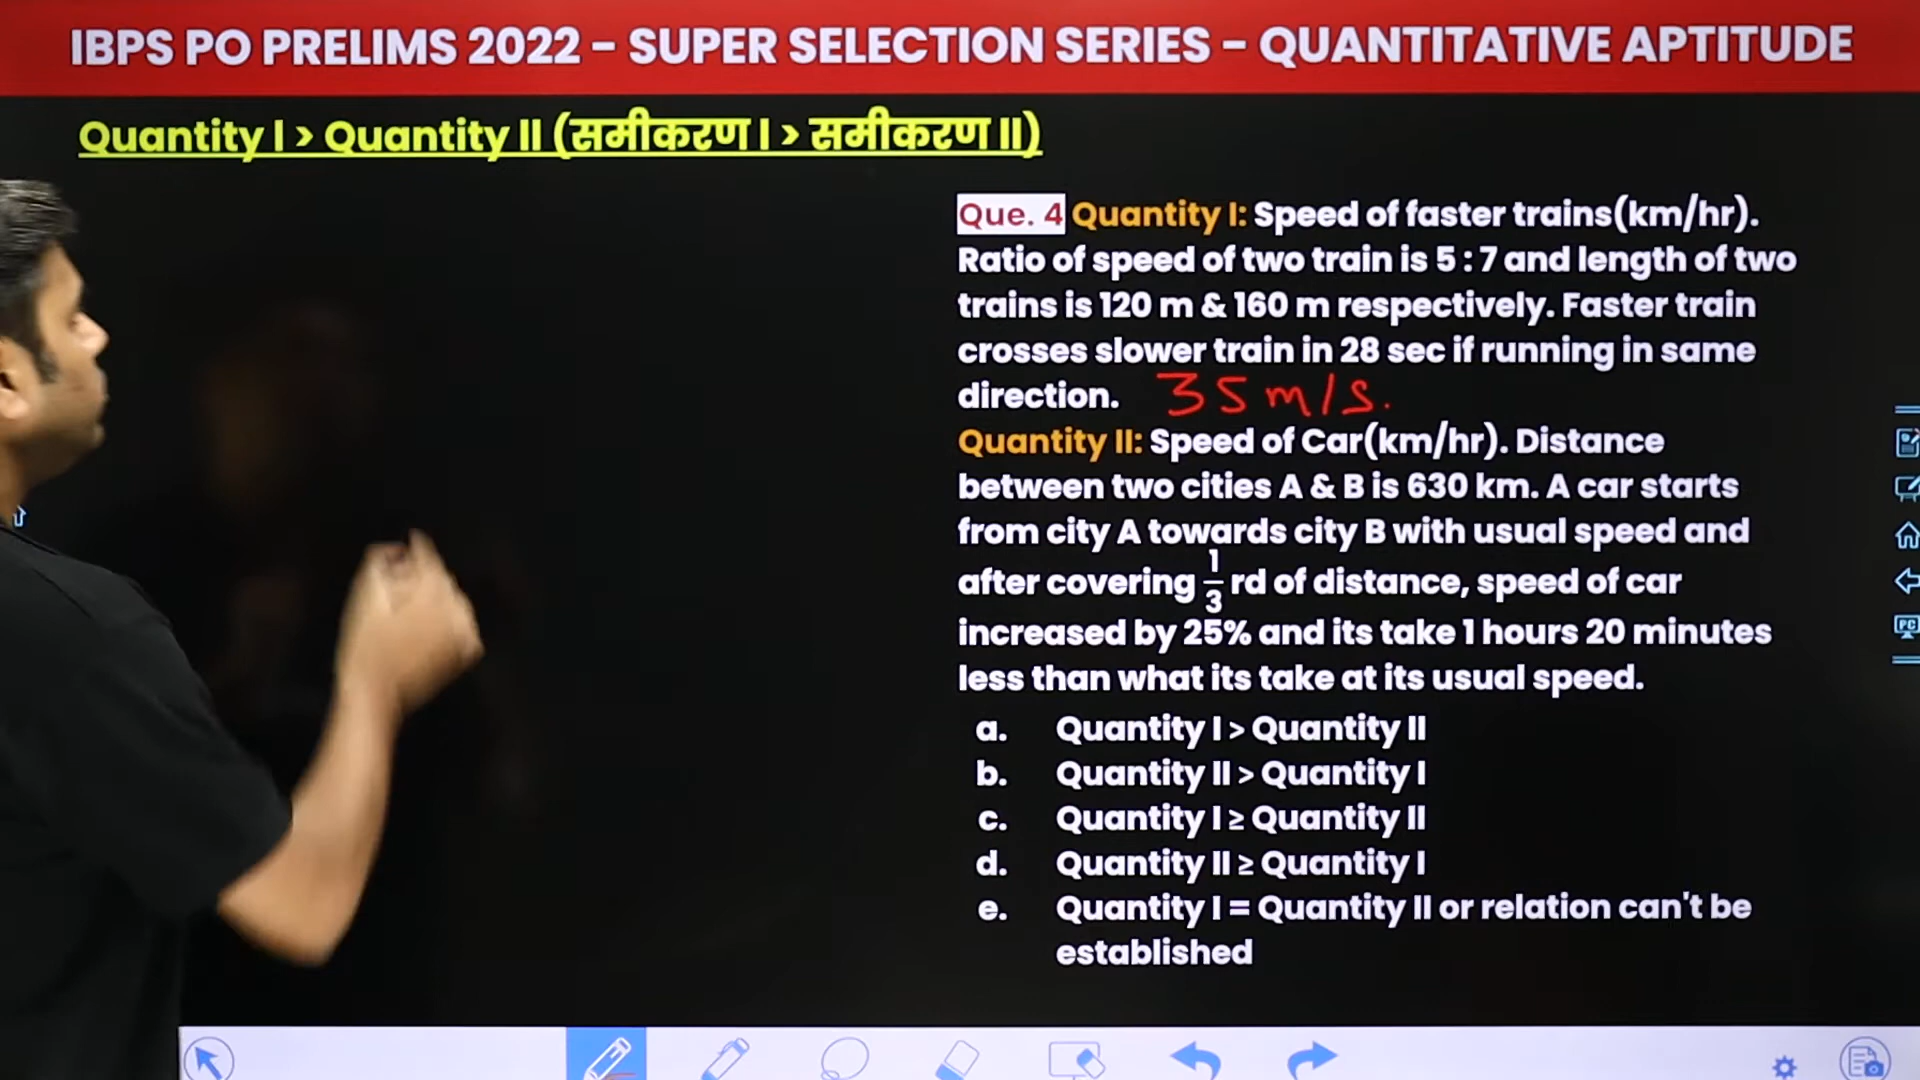 IBPS PO PRELIMS 2022 - SUPER SELECTION SERIES - QUANTITATIVE APTITUDE
Quantity I > Quantity II (समीकरण I > समीकरण II)
Que. 4 Quantity I: Speed of faster trains(km/hr).
Ratio of speed of two train is 5 : 7 and length of two
trains is 120 m & 160 m respectively. Faster train
crosses slower train in 28 sec if running in same
direction. 35 m/s.
Quantity II: Speed of Car(km/hr). Distance
between two cities A & B is 630 km. A car starts
from city A towards city B with usual speed and
after covering 1/3 rd of distance, speed of car
increased by 25% and its take 1 hours 20 minutes
less than what its take at its usual speed.
a. Quantity I > Quantity II
b. Quantity II > Quantity I
c. Quantity I ≥ Quantity II
d. Quantity II ≥ Quantity I
e. Quantity I = Quantity II or relation can't be
established
PC